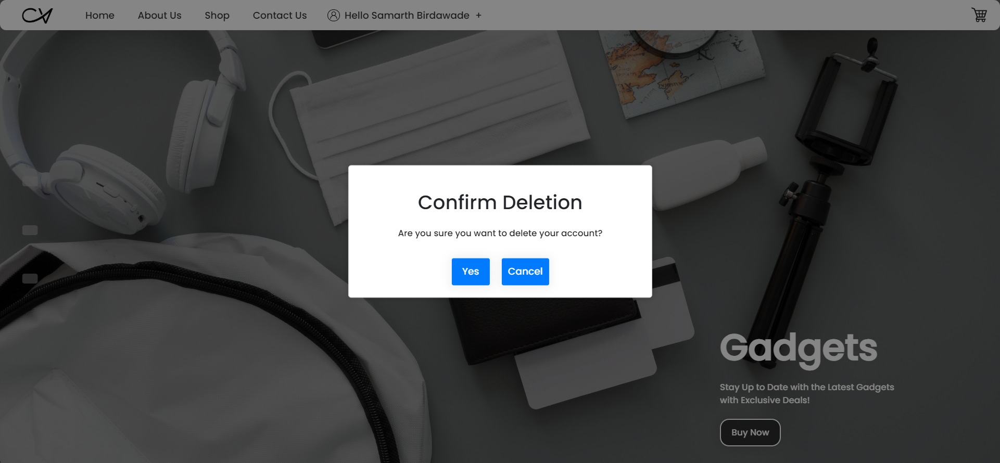 Home
About Us
Shop
Contact Us
Hello Samarth Birdawade +
Confirm Deletion
Are you sure you want to delete your account?
Yes
Cancel
Gadgets
Stay Up to Date with the Latest Gadgets
with Exclusive Deals!
Buy Now